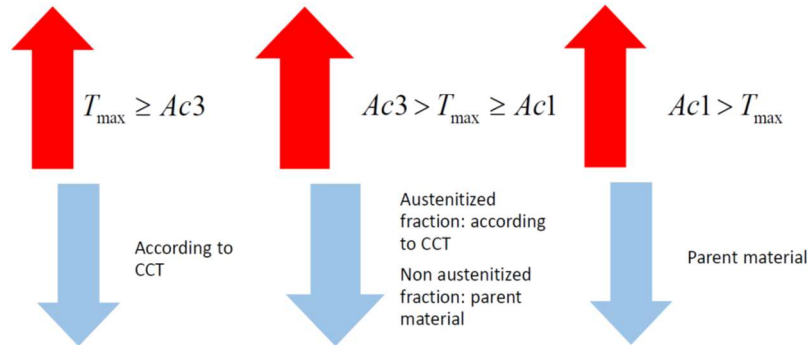 T_max ≥ Ac3
Ac3 > T_max ≥ Ac1
Ac1 > T_max
According to
CCT
Austenitized
fraction: according
to CCT
Non austenitized
fraction: parent
material
Parent material